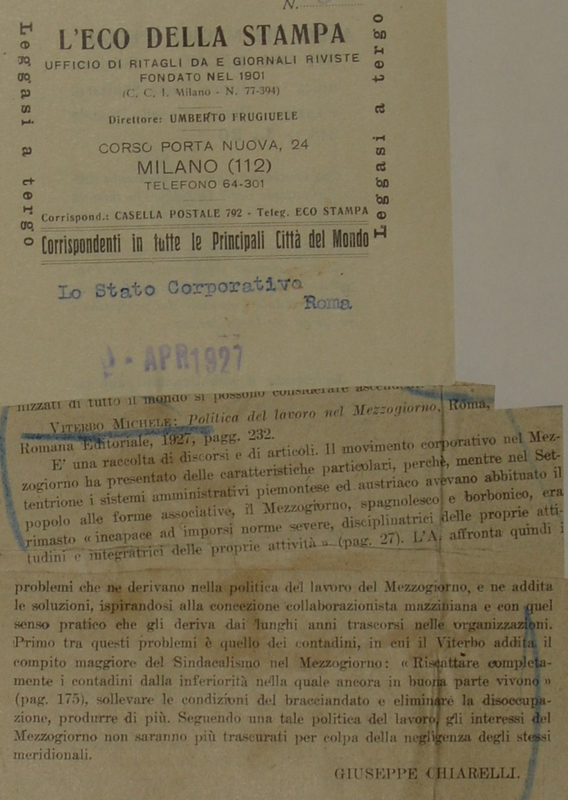 N.
Leggasi a tergo
L'ECO DELLA STAMPA
UFFICIO DI RITAGLI DA E GIORNALI RIVISTE
FONDATO NEL 1901
(C. C. I. Milano - N. 77-394)
Direttore: UMBERTO FRUGIUELE
CORSO PORTA NUOVA, 24
MILANO (112)
TELEFONO 64-301
Corrispond.: CASELLA POSTALE 792 - Teleg. ECO STAMPA
Corrispondenti in tutte le Principali Città del Mondo
Leggasi a tergo
Lo Stato Corporativo
Roma
APR 1927
nizzati di tutto il mondo si possono considerare
VITERBO MICHELE: Politica del lavoro nel Mezzogiorno. Roma,
Romana Editoriale, 1927, pagg. 232.
E' una raccolta di discorsi e di articoli. Il movimento corporativo nel Mez-
zogiorno ha presentato delle caratteristiche particolari, perchè, mentre nel Set-
tentrione i sistemi amministrativi piemontese ed austriaco avevano abbituato il
popolo alle forme associative, il Mezzogiorno, spagnolesco e borbonico, era
rimasto « incapace ad imporsi norme severe, disciplinatrici delle proprie atti-
tudini e integratrici delle proprie attività » (pag. 27). L'A. affronta quindi i
problemi che ne derivano nella politica del lavoro del Mezzogiorno, e ne addita
le soluzioni, ispirandosi alla concezione collaborazionista mazziniana e con quel
senso pratico che gli deriva dai lunghi anni trascorsi nelle organizzazioni.
Primo tra questi problemi è quello dei contadini, in cui il Viterbo addita il
compito maggiore del Sindacalismo nel Mezzogiorno: « Riscattare completa-
mente i contadini dalla inferiorità nella quale ancora in buona parte vivono »
(pag. 175), sollevare le condizioni del bracciandato e eliminare la disoccupa-
zione, produrre di più. Seguendo una tale politica del lavoro, gli interessi del
Mezzogiorno non saranno più trascurati per colpa della negligenza degli stessi
meridionali.
GIUSEPPE CHIARELLI.